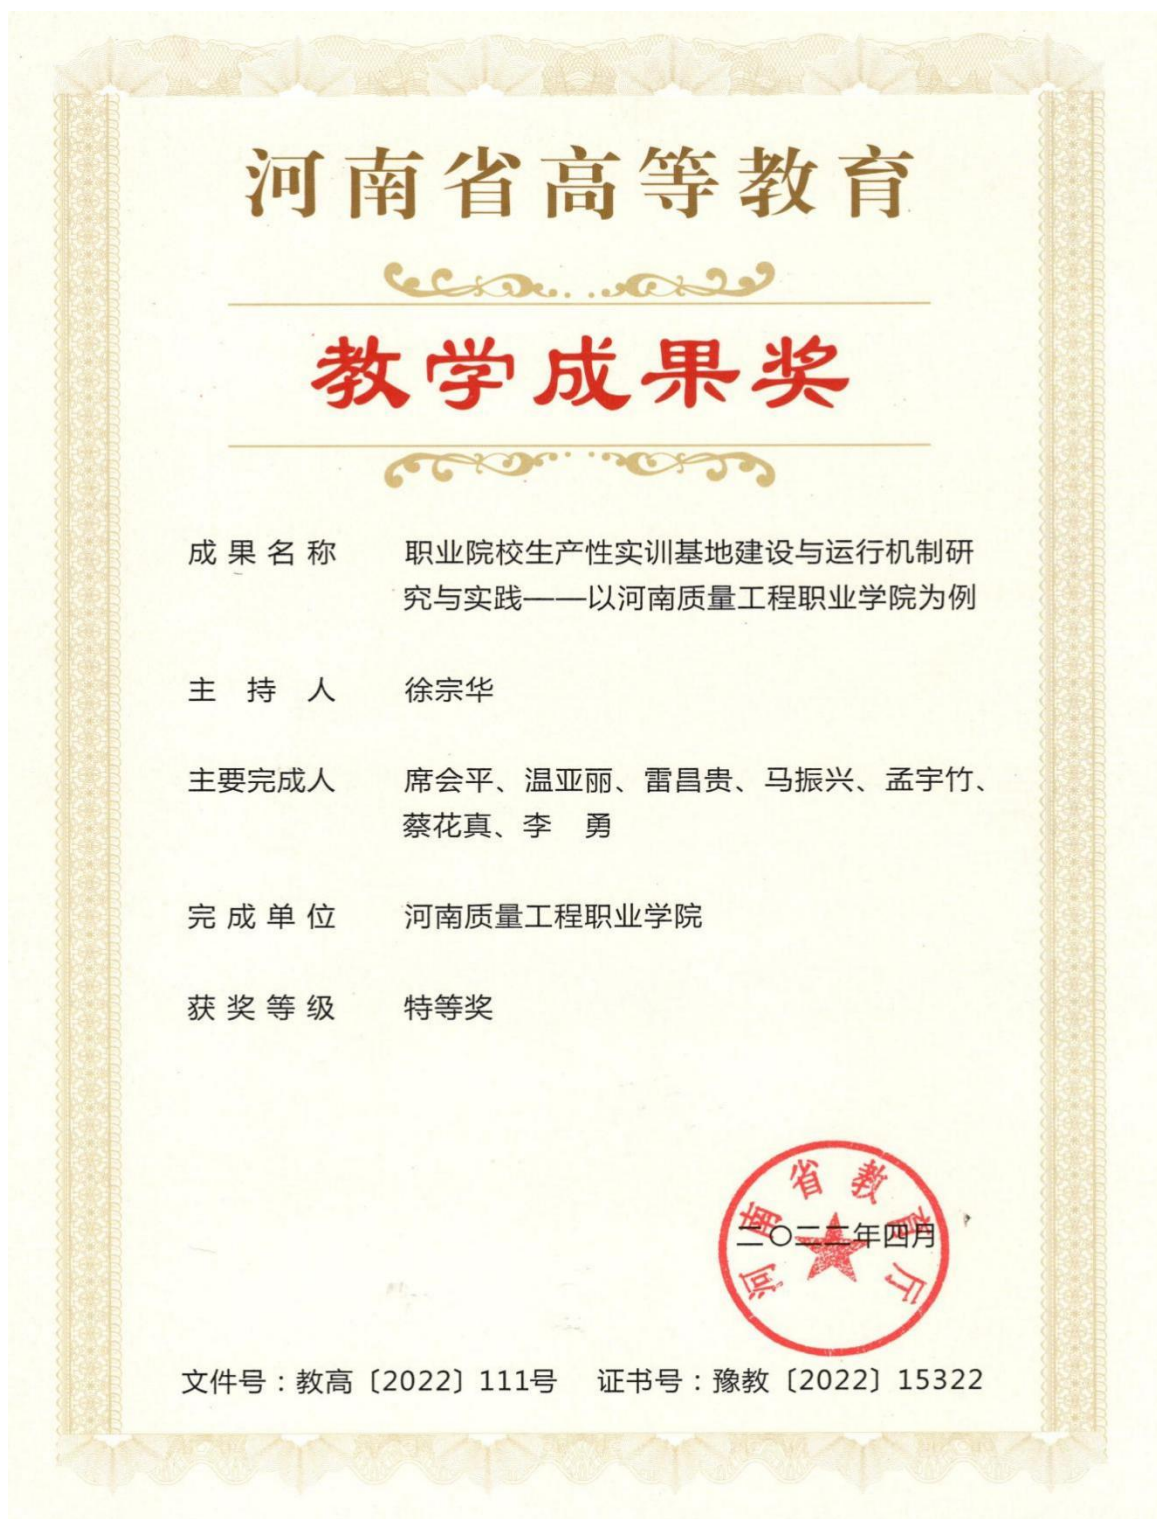 河南省高等教育
教学成果奖
成果名称 职业院校生产性实训基地建设与运行机制研
究与实践———以河南质量工程职业学院为例
主持人 徐宗华
主要完成人 席会平、温亚丽、雷昌贵、马振兴、孟宇竹、
蔡花真、李 勇
完成单位 河南质量工程职业学院
获奖等级 特等奖
河南省教育厅
二〇二二年四月
文件号：教高〔2022〕111号 证书号：豫教〔2022〕15322